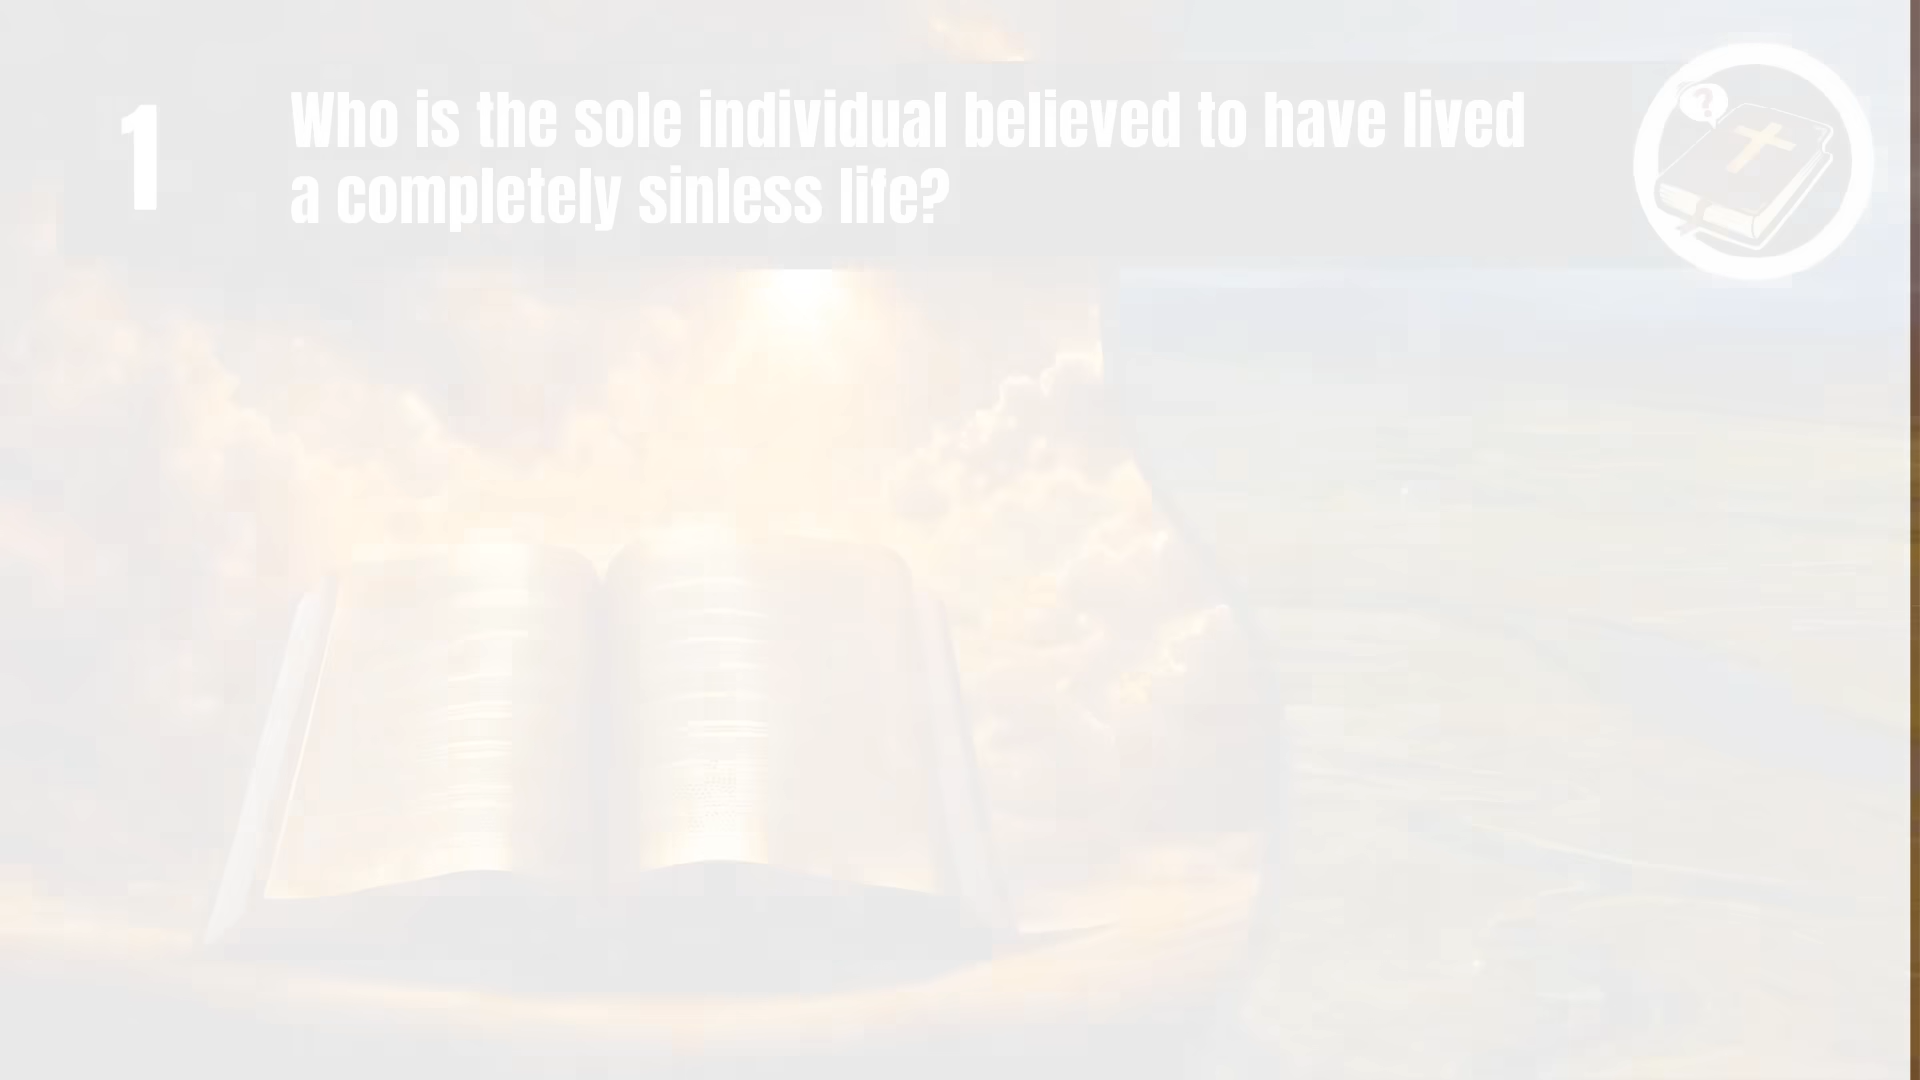 1
Who is the sole individual believed to have lived
a completely sinless life?
?